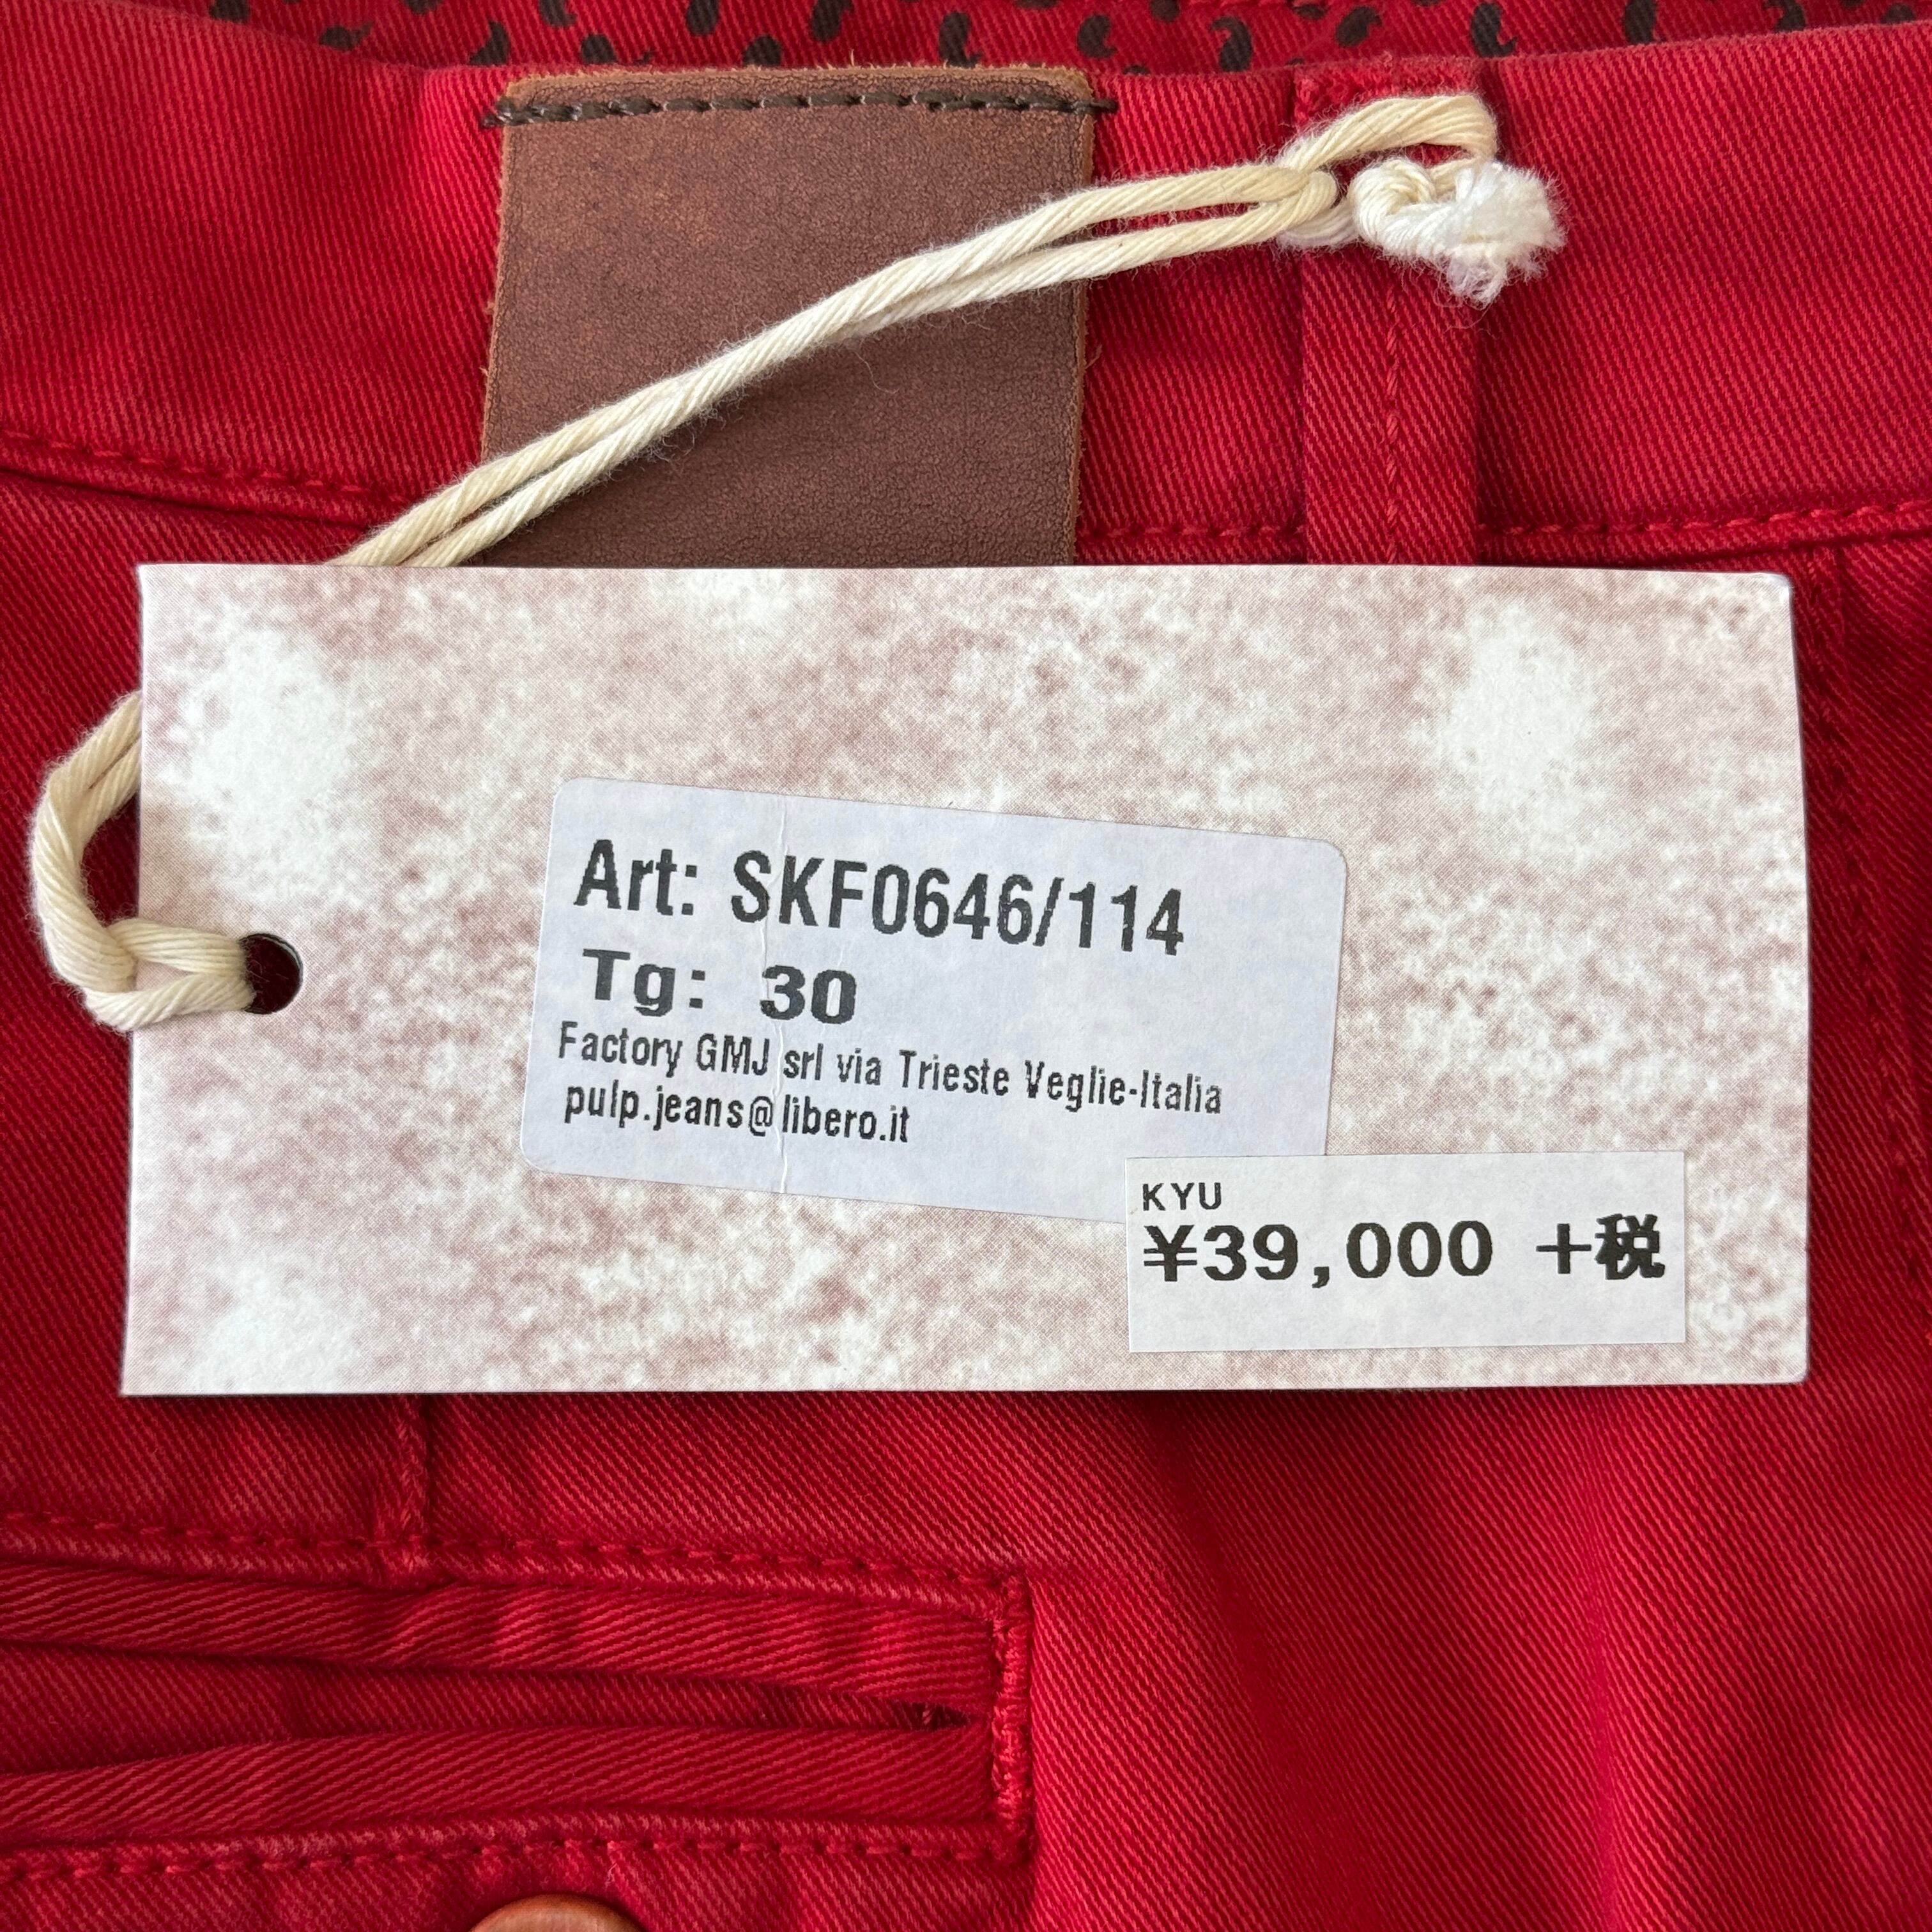 Art: SKF0646/114
Tg: 30
Factory GMJ srl via Trieste Veglie-Italia
pulp.jeans@libero.it
KYU
¥39,000 +税